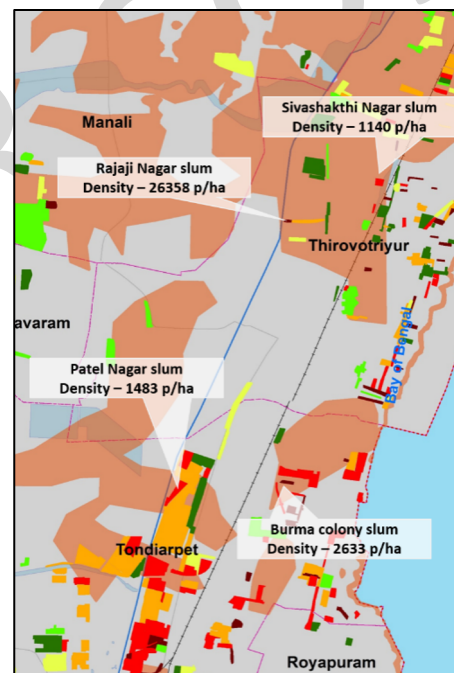 Sivashakthi Nagar slum
Density – 1140 p/ha
Manali
Rajaji Nagar slum
Density – 26358 p/ha
Thirovotriyur
avaram
Bay of Bengal
Patel Nagar slum
Density – 1483 p/ha
Burma colony slum
Density – 2633 p/ha
Tondiarpet
Royapuram